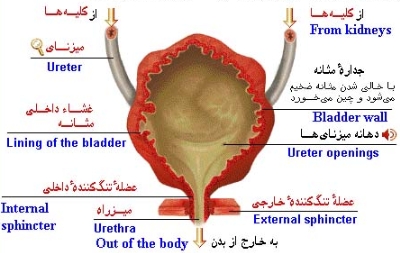 از کلیه‌ها
از کلیه‌ها
From kidneys
میزنای
Ureter
جدارهٔ مثانه
با خالی شدن مثانه ضخیم
می‌شود و چین می‌خورد
Bladder wall
غشاء داخلی
مثانه
Lining of the bladder
دهانه میزنای‌ها
Ureter openings
عضلهٔ تنگ‌کنندهٔ داخلی
Internal
sphincter
میزراه
Urethra
عضلهٔ تنگ‌کنندهٔ خارجی
External sphincter
Out of the body
به خارج از بدن